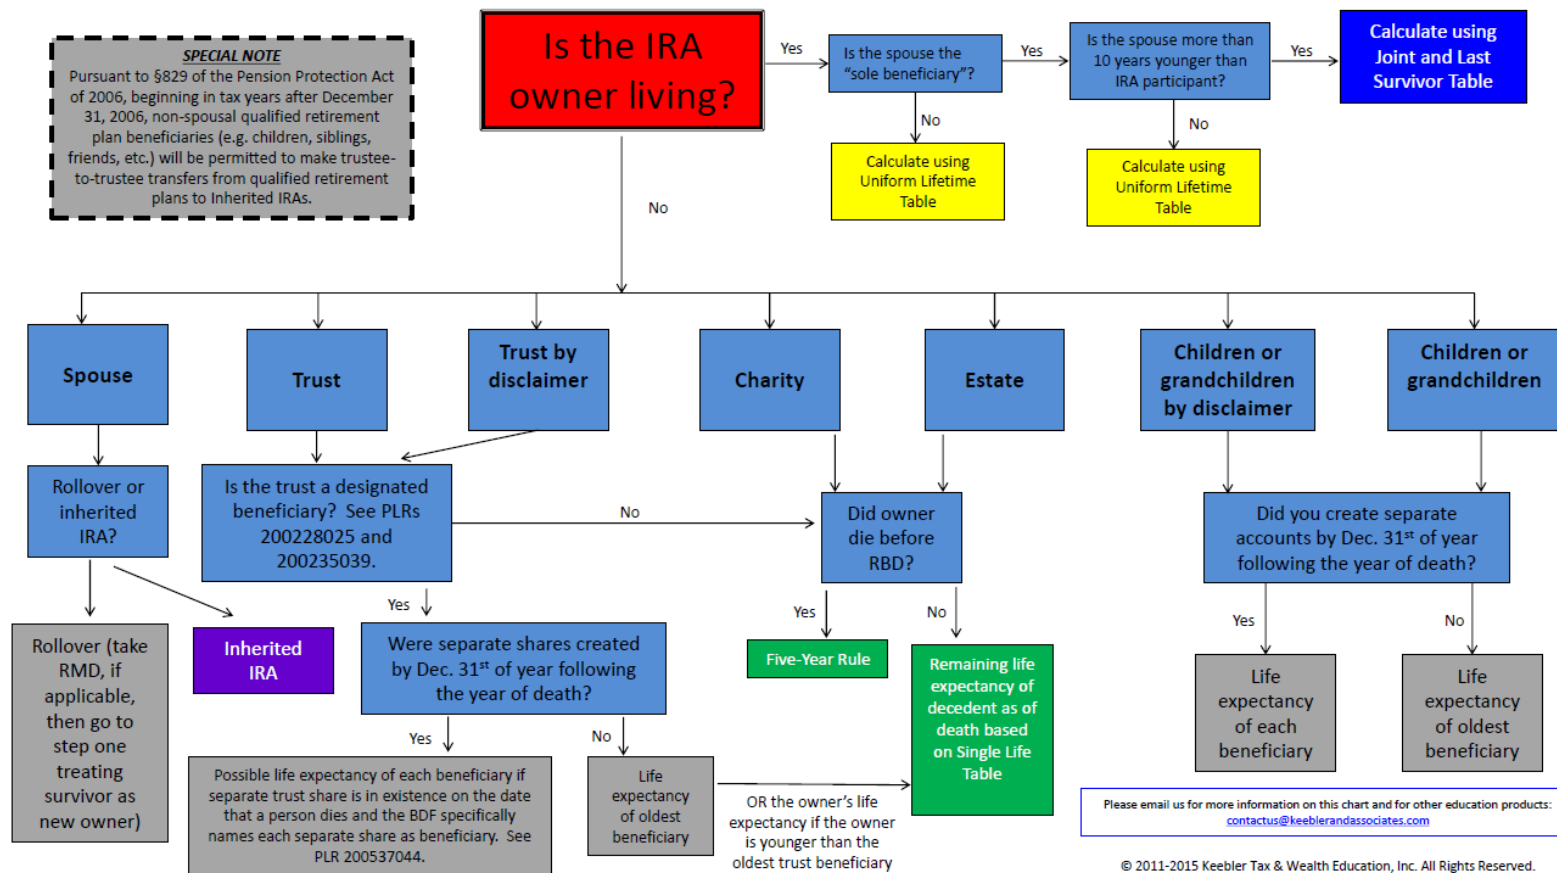 SPECIAL NOTE
Pursuant to §829 of the Pension Protection Act
of 2006, beginning in tax years after December
31, 2006, non-spousal qualified retirement
plan beneficiaries (e.g. children, siblings,
friends, etc.) will be permitted to make trustee-
to-trustee transfers from qualified retirement
plans to Inherited IRAs.
Is the IRA
owner living?
Yes
Is the spouse the
“sole beneficiary”?
Yes
Is the spouse more than
10 years younger than
IRA participant?
Yes
Calculate using
Joint and Last
Survivor Table
No
Calculate using
Uniform Lifetime
Table
No
Calculate using
Uniform Lifetime
Table
No
Spouse
Trust
Trust by
disclaimer
Charity
Estate
Children or
grandchildren
by disclaimer
Children or
grandchildren
Rollover or
inherited
IRA?
Is the trust a designated
beneficiary? See PLRs
200228025 and
200235039.
No
Did owner
die before
RBD?
Did you create separate
accounts by Dec. 31st of year
following the year of death?
Rollover (take
RMD, if
applicable,
then go to
step one
treating
survivor as
new owner)
Inherited
IRA
Yes
Were separate shares created
by Dec. 31st of year following
the year of death?
Yes
Five-Year Rule
No
Remaining life
expectancy of
decedent as of
death based
on Single Life
Table
Yes
Life
expectancy
of each
beneficiary
No
Life
expectancy
of oldest
beneficiary
Yes
Possible life expectancy of each beneficiary if
separate trust share is in existence on the date
that a person dies and the BDF specifically
names each separate share as beneficiary. See
PLR 200537044.
No
Life
expectancy
of oldest
beneficiary
OR the owner’s life
expectancy if the owner
is younger than the
oldest trust beneficiary
Please email us for more information on this chart and for other education products:
contactus@keeblerandassociates.com
© 2011-2015 Keebler Tax & Wealth Education, Inc. All Rights Reserved.